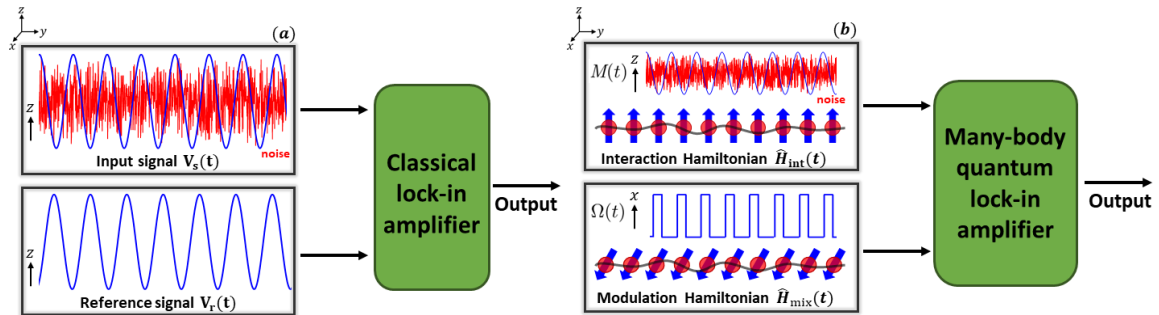 z
y
x
(a)
z
noise
Input signal V_s(t)
z
Reference signal V_r(t)
Classical
lock-in
amplifier
Output
z
y
x
(b)
M(t)
z
noise
Interaction Hamiltonian Ĥ_int(t)
Ω(t)
x
Modulation Hamiltonian Ĥ_mix(t)
Many-body
quantum
lock-in
amplifier
Output